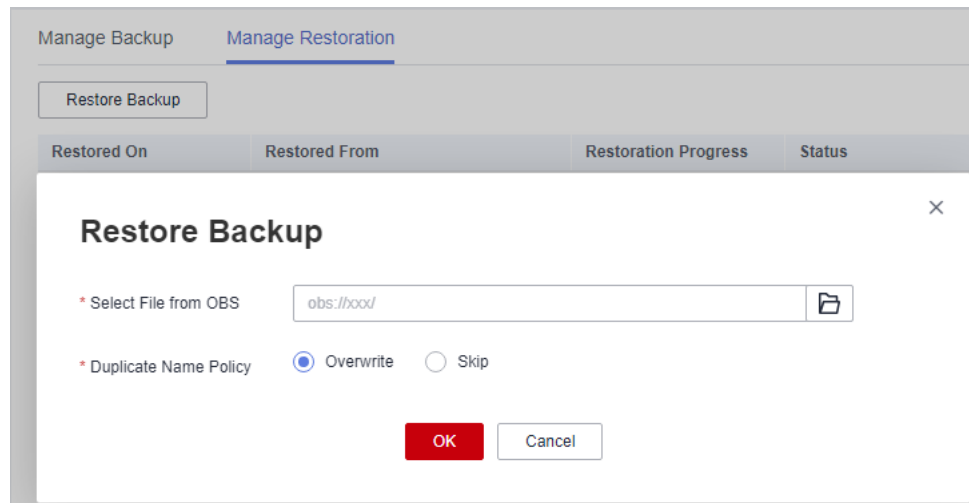 Manage Backup Manage Restoration
Restore Backup
Restored On Restored From Restoration Progress Status
Restore Backup
* Select File from OBS obs://xxx/
* Duplicate Name Policy Overwrite Skip
OK Cancel